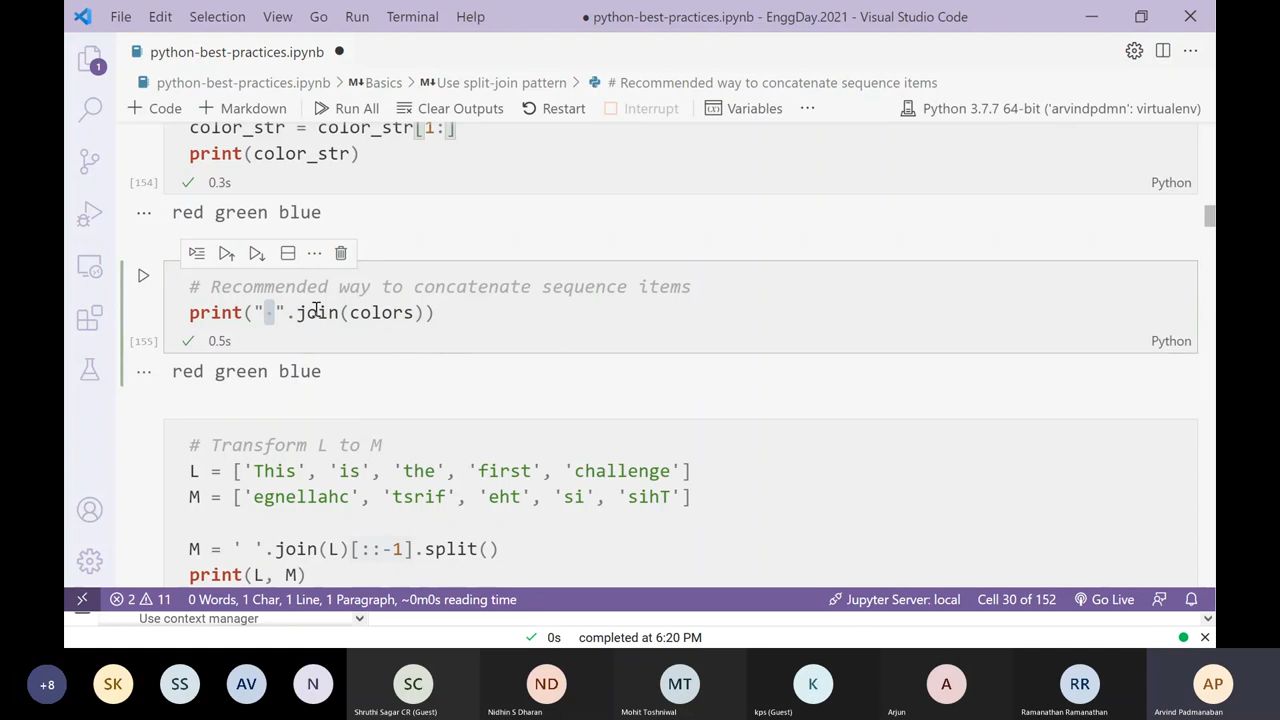 File Edit Selection View Go Run Terminal Help ● python-best-practices.ipynb - EnggDay.2021 - Visual Studio Code
python-best-practices.ipynb ●
python-best-practices.ipynb > M↓Basics > M↓Use split-join pattern > # Recommended way to concatenate sequence items
+ Code + Markdown Run All Clear Outputs Restart Interrupt Variables ··· Python 3.7.7 64-bit ('arvindpdmn': virtualenv)
1
color_str = color_str[1:]
print(color_str)
[154] ✓ 0.3s Python
··· red green blue
# Recommended way to concatenate sequence items
print("·".join(colors))
[155] ✓ 0.5s Python
··· red green blue
# Transform L to M
L = ['This', 'is', 'the', 'first', 'challenge']
M = ['egnellahc', 'tsrif', 'eht', 'si', 'sihT']
M = ' '.join(L)[::-1].split()
print(L, M)
2 11 0 Words, 1 Char, 1 Line, 1 Paragraph, ~0m0s reading time Jupyter Server: local Cell 30 of 152 Go Live
Use context manager
✓ 0s completed at 6:20 PM
+8 SK SS AV N SC ND MT K A RR AP
Shruthi Sagar CR (Guest) Nidhin S Dharan Mohit Toshniwal kps (Guest) Arjun Ramanathan Ramanathan Arvind Padmanaban